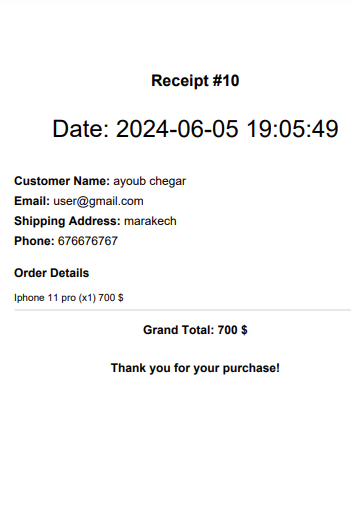 Receipt #10
Date: 2024-06-05 19:05:49
Customer Name: ayoub chegar
Email: user@gmail.com
Shipping Address: marakech
Phone: 676676767
Order Details
Iphone 11 pro (x1) 700 $
Grand Total: 700 $
Thank you for your purchase!